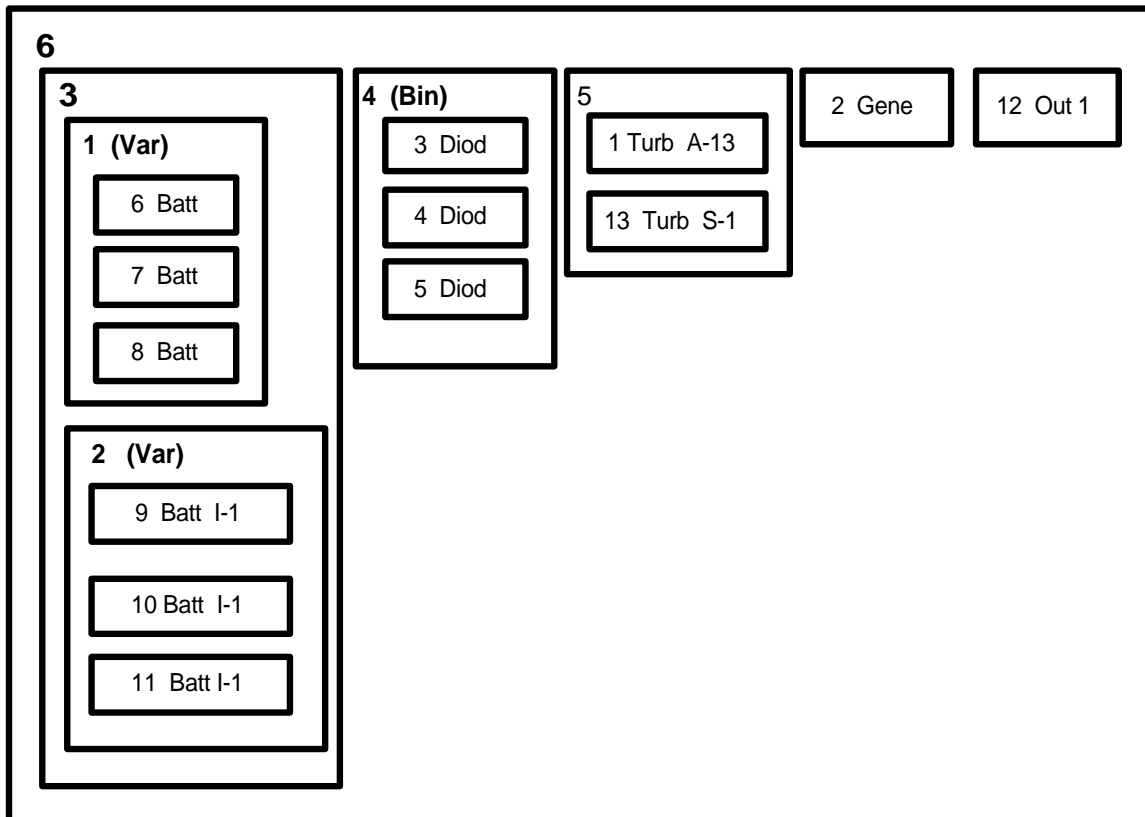 6
3
1 (Var)
6 Batt
7 Batt
8 Batt
2 (Var)
9 Batt I-1
10 Batt I-1
11 Batt I-1
4 (Bin)
3 Diod
4 Diod
5 Diod
5
1 Turb A-13
13 Turb S-1
2 Gene
12 Out 1